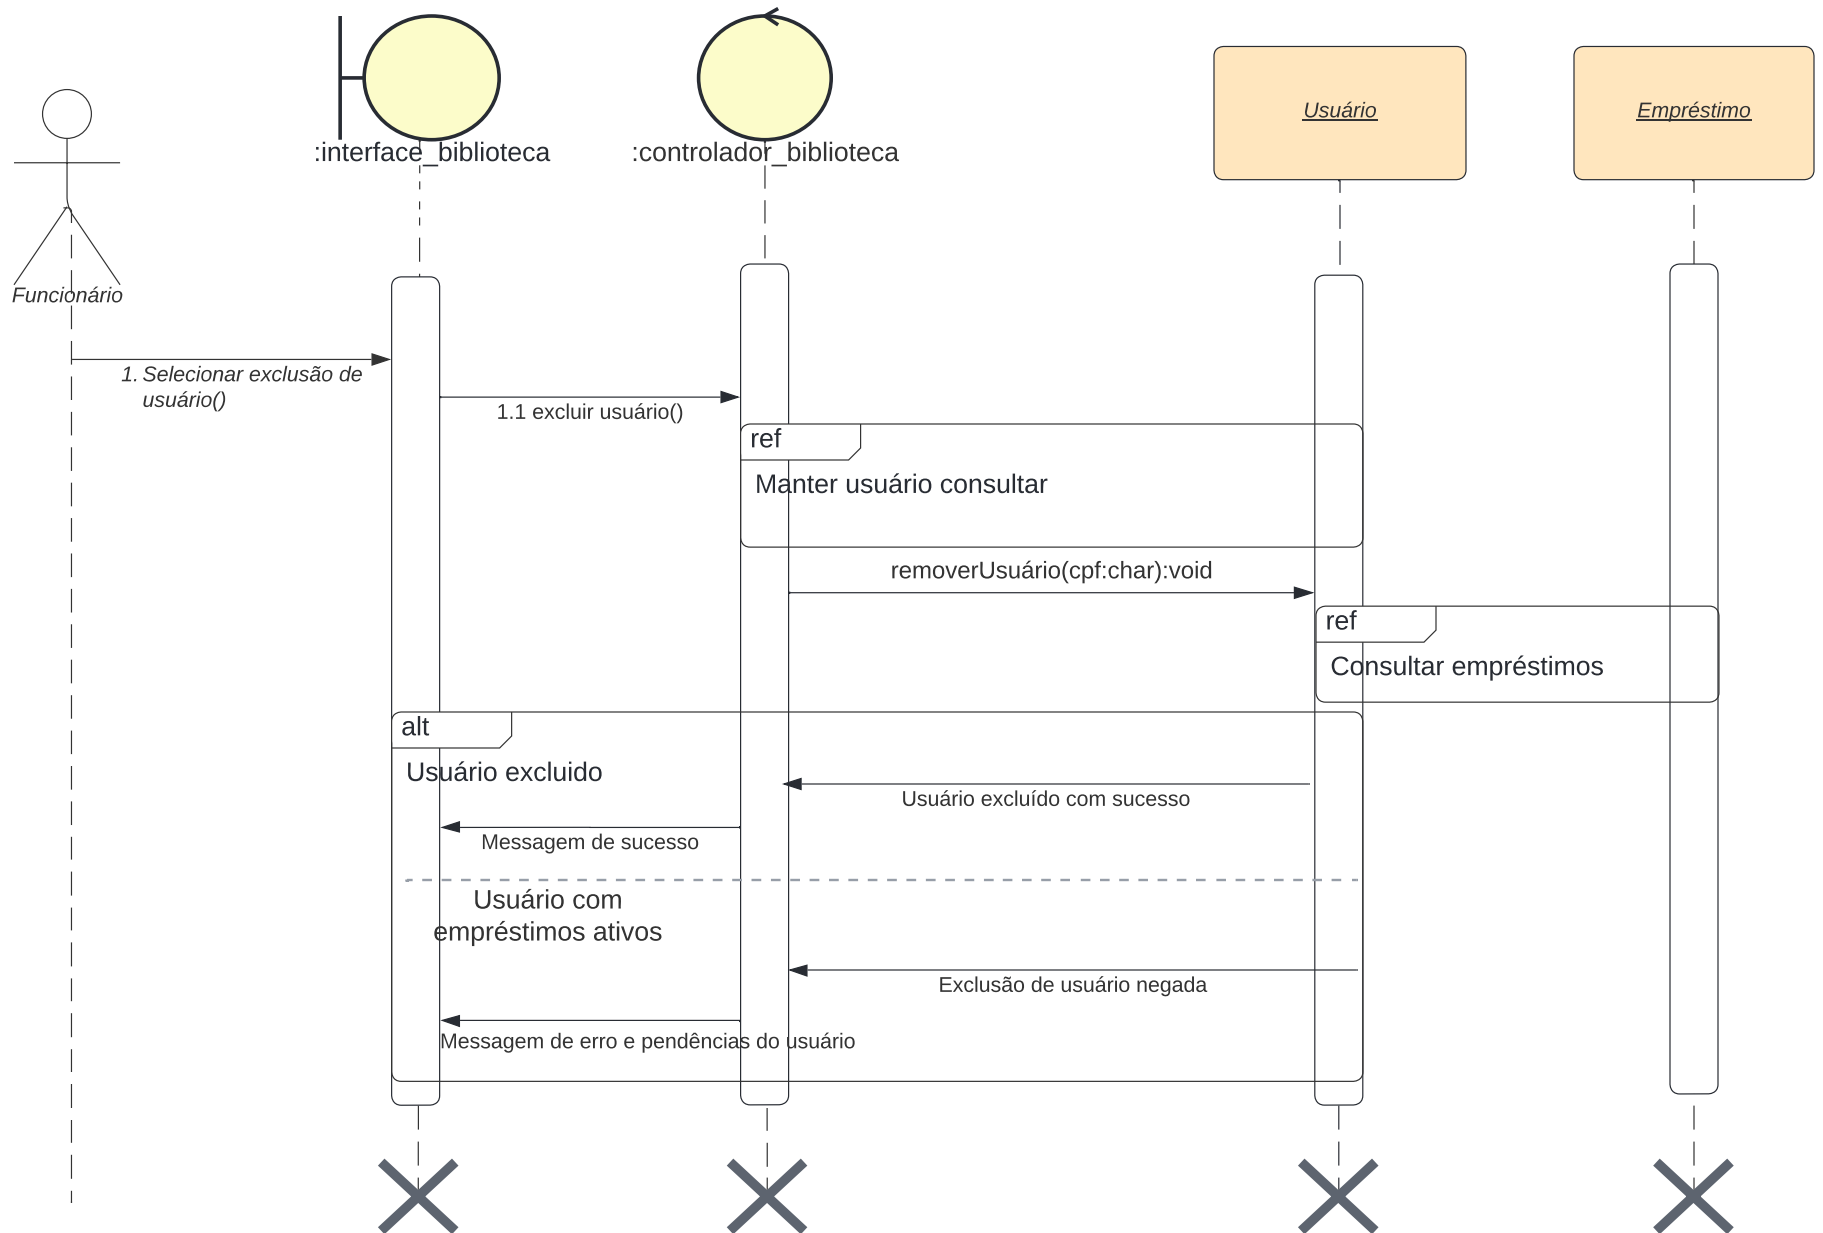 :interface_biblioteca
:controlador_biblioteca
Usuário
Empréstimo
Funcionário
1. Selecionar exclusão de
usuário()
1.1 excluir usuário()
ref
Manter usuário consultar
removerUsuário(cpf:char):void
ref
Consultar empréstimos
alt
Usuário excluido
Usuário excluído com sucesso
Messagem de sucesso
Usuário com
empréstimos ativos
Exclusão de usuário negada
Messagem de erro e pendências do usuário